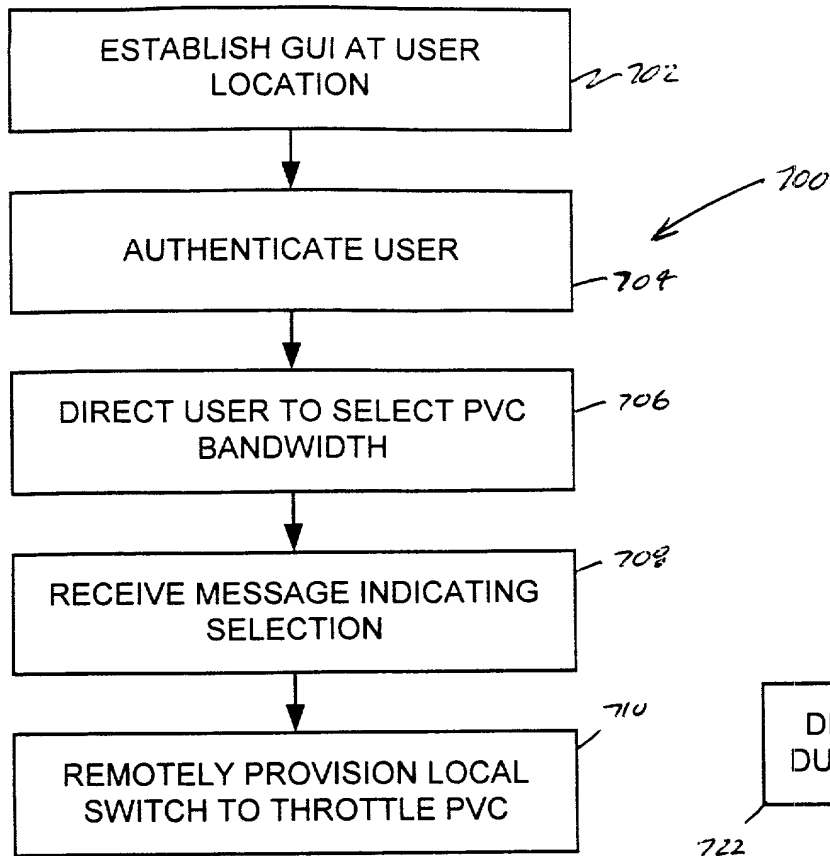 ESTABLISH GUI AT USER
LOCATION
702
700
AUTHENTICATE USER
704
DIRECT USER TO SELECT PVC
BANDWIDTH
706
RECEIVE MESSAGE INDICATING
SELECTION
708
REMOTELY PROVISION LOCAL
SWITCH TO THROTTLE PVC
710
722